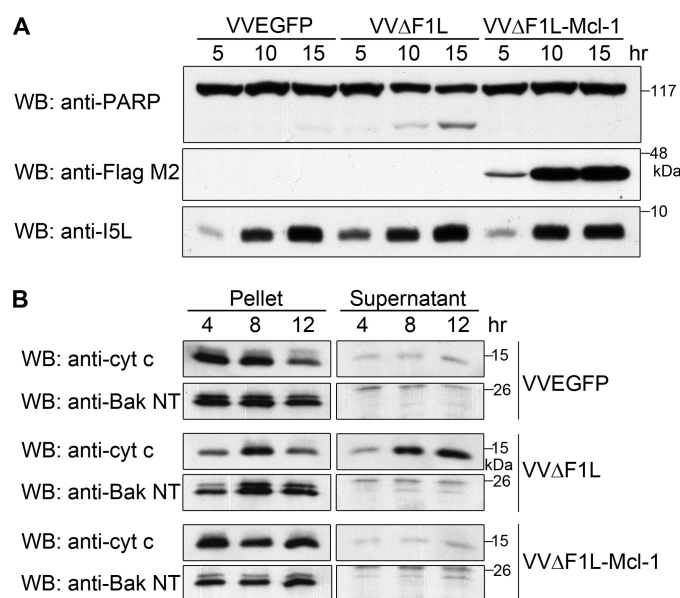 A
VVEGFP VVΔF1L VVΔF1L-Mcl-1
5 10 15 5 10 15 5 10 15 hr
WB: anti-PARP 117
WB: anti-Flag M2 48
kDa
WB: anti-I5L 10
B
Pellet Supernatant
4 8 12 4 8 12 hr
WB: anti-cyt c 15
VVEGFP
WB: anti-Bak NT 26
WB: anti-cyt c 15
kDa
VVΔF1L
WB: anti-Bak NT 26
WB: anti-cyt c 15
VVΔF1L-Mcl-1
WB: anti-Bak NT 26